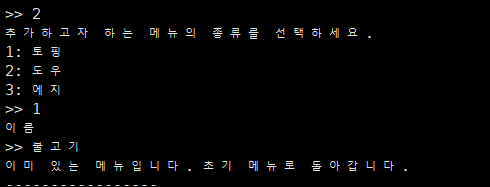 >> 2
추가하고자 하는 메뉴의 종류를 선택하세요.
1: 토핑
2: 도우
3: 에지
>> 1
이름
>> 불고기
이미 있는 메뉴입니다. 초기 메뉴로 돌아갑니다.
-----------------